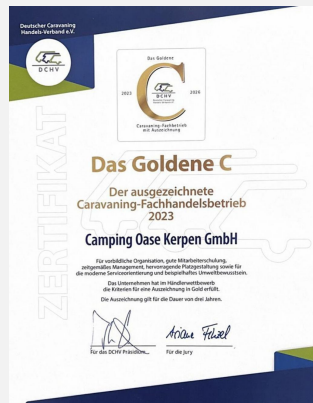 Deutscher Caravaning
Handels-Verband e.V.
DCHV
Das Goldene
C
2023
DCHV
Caravaning-Fachbetrieb
mit Auszeichnung
ZERTIFIKAT
Das Goldene C
Der ausgezeichnete
Caravaning-Fachhandelsbetrieb
2023
Camping Oase Kerpen GmbH
Für vorbildliche Organisation, gute Mitarbeiterschulung,
zeitgemäßes Management, hervorragende Platzgestaltung sowie für
die moderne Serviceorientierung und beispielhaftes Umweltbewusstsein.
Das Unternehmen hat im Händlerwettbewerb
die Kriterien für eine Auszeichnung in Gold erfüllt.
Die Auszeichnung gilt für die Dauer von drei Jahren.
Für das DCHV Präsidium
Für die Jury